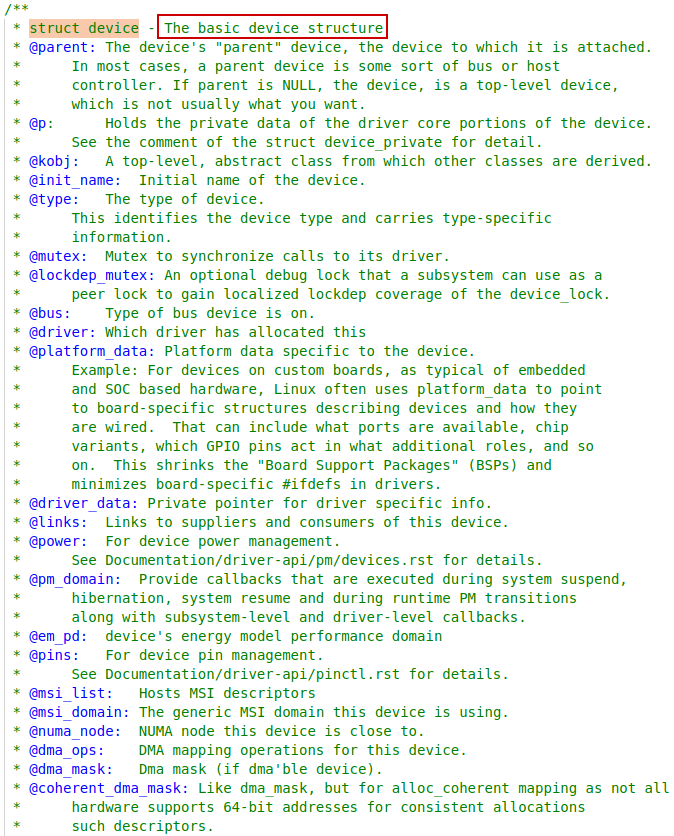 /**
 * struct device - The basic device structure
 * @parent: The device's "parent" device, the device to which it is attached.
 *      In most cases, a parent device is some sort of bus or host
 *      controller. If parent is NULL, the device, is a top-level device,
 *      which is not usually what you want.
 * @p:      Holds the private data of the driver core portions of the device.
 *      See the comment of the struct device_private for detail.
 * @kobj:   A top-level, abstract class from which other classes are derived.
 * @init_name:  Initial name of the device.
 * @type:   The type of device.
 *      This identifies the device type and carries type-specific
 *      information.
 * @mutex:  Mutex to synchronize calls to its driver.
 * @lockdep_mutex: An optional debug lock that a subsystem can use as a
 *      peer lock to gain localized lockdep coverage of the device_lock.
 * @bus:    Type of bus device is on.
 * @driver: Which driver has allocated this
 * @platform_data: Platform data specific to the device.
 *      Example: For devices on custom boards, as typical of embedded
 *      and SOC based hardware, Linux often uses platform_data to point
 *      to board-specific structures describing devices and how they
 *      are wired.  That can include what ports are available, chip
 *      variants, which GPIO pins act in what additional roles, and so
 *      on.  This shrinks the "Board Support Packages" (BSPs) and
 *      minimizes board-specific #ifdefs in drivers.
 * @driver_data: Private pointer for driver specific info.
 * @links:  Links to suppliers and consumers of this device.
 * @power:  For device power management.
 *      See Documentation/driver-api/pm/devices.rst for details.
 * @pm_domain:  Provide callbacks that are executed during system suspend,
 *      hibernation, system resume and during runtime PM transitions
 *      along with subsystem-level and driver-level callbacks.
 * @em_pd:  device's energy model performance domain
 * @pins:   For device pin management.
 *      See Documentation/driver-api/pinctl.rst for details.
 * @msi_list:   Hosts MSI descriptors
 * @msi_domain: The generic MSI domain this device is using.
 * @numa_node:  NUMA node this device is close to.
 * @dma_ops:    DMA mapping operations for this device.
 * @dma_mask:   Dma mask (if dma'ble device).
 * @coherent_dma_mask: Like dma_mask, but for alloc_coherent mapping as not all
 *      hardware supports 64-bit addresses for consistent allocations
 *      such descriptors.